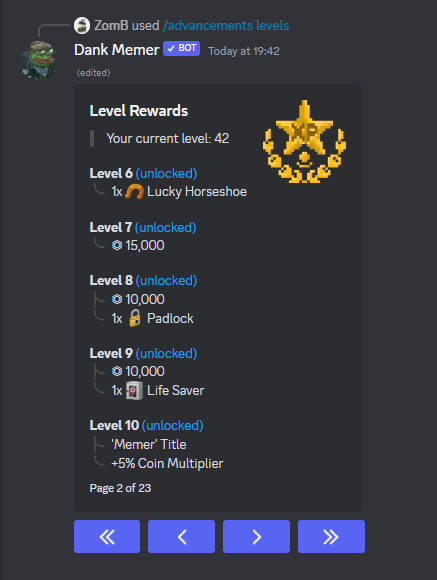 ZomB used /advancements levels
Dank Memer ✓ BOT Today at 19:42
(edited)
Level Rewards
XP
Your current level: 42
Level 6 (unlocked)
1x Lucky Horseshoe
Level 7 (unlocked)
15,000
Level 8 (unlocked)
10,000
1x Padlock
Level 9 (unlocked)
10,000
1x Life Saver
Level 10 (unlocked)
'Memer' Title
+5% Coin Multiplier
Page 2 of 23